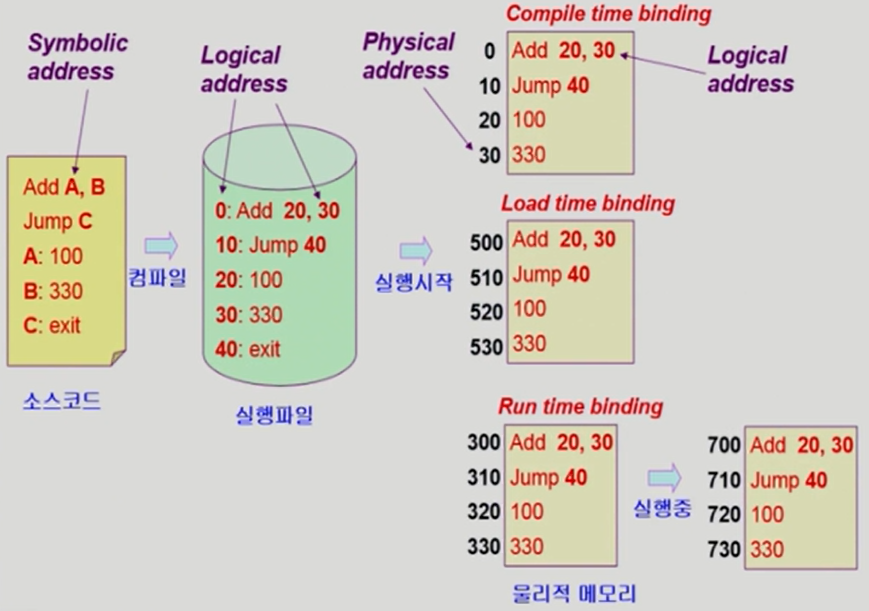 Symbolic
address
Add A, B
Jump C
A: 100
B: 330
C: exit
소스코드
컴파일
Logical
address
0: Add 20, 30
10: Jump 40
20: 100
30: 330
40: exit
실행파일
실행시작
Physical
address
Compile time binding
0 Add 20, 30
10 Jump 40
20 100
30 330
Logical
address
Load time binding
500 Add 20, 30
510 Jump 40
520 100
530 330
Run time binding
300 Add 20, 30
310 Jump 40
320 100
330 330
실행중
700 Add 20, 30
710 Jump 40
720 100
730 330
물리적 메모리